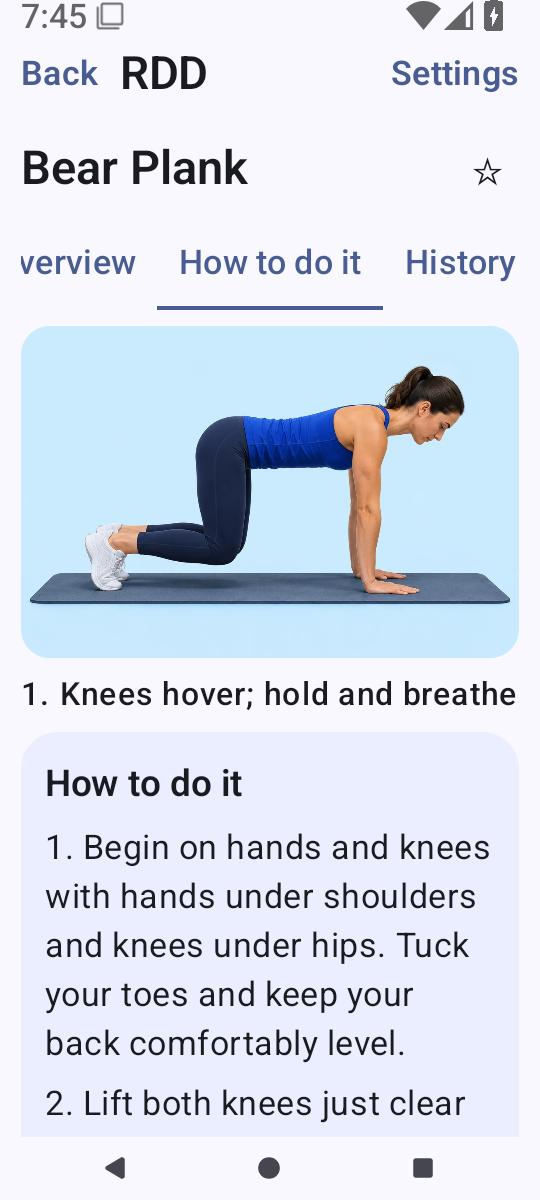 7:45
Back RDD Settings
Bear Plank
verview How to do it History
1. Knees hover; hold and breathe
How to do it
1. Begin on hands and knees
with hands under shoulders
and knees under hips. Tuck
your toes and keep your
back comfortably level.
2. Lift both knees just clear